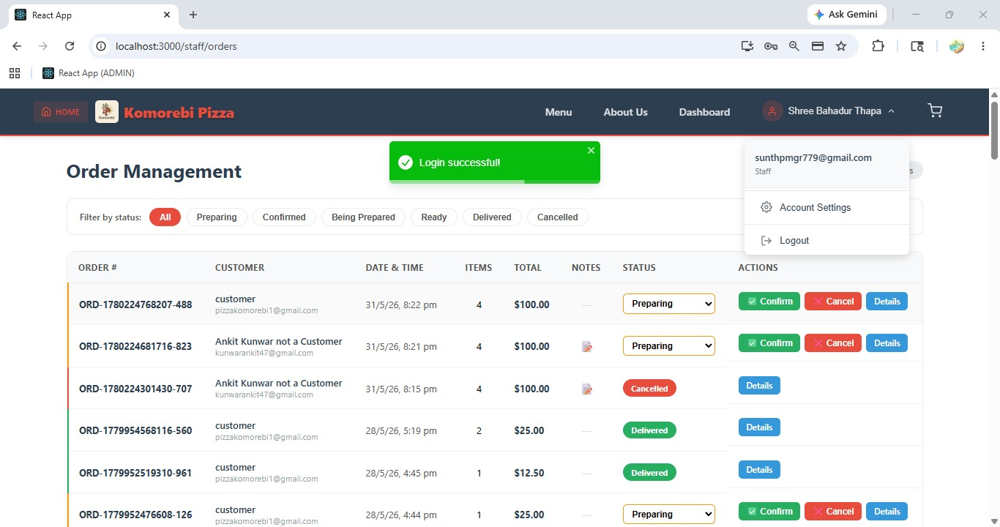 React App
Ask Gemini
localhost:3000/staff/orders
React App (ADMIN)
HOME
Komorebi Pizza
Menu
About Us
Dashboard
Shree Bahadur Thapa
Order Management
Login successful!
sunthpmgr779@gmail.com
Staff
Account Settings
Logout
Filter by status:
All
Preparing
Confirmed
Being Prepared
Ready
Delivered
Cancelled
ORDER # CUSTOMER DATE & TIME ITEMS TOTAL NOTES STATUS ACTIONS
ORD-1780224768207-488 customer 31/5/26, 8:22 pm 4 $100.00 — Preparing Confirm Cancel Details
pizzakomorebi1@gmail.com
ORD-1780224681716-823 Ankit Kunwar not a Customer 31/5/26, 8:21 pm 4 $100.00 Preparing Confirm Cancel Details
kunwarankit47@gmail.com
ORD-1780224301430-707 Ankit Kunwar not a Customer 31/5/26, 8:15 pm 4 $100.00 Cancelled Details
kunwarankit47@gmail.com
ORD-1779954568116-560 customer 28/5/26, 5:19 pm 2 $25.00 — Delivered Details
pizzakomorebi1@gmail.com
ORD-1779952519310-961 customer 28/5/26, 4:45 pm 1 $12.50 — Delivered Details
pizzakomorebi1@gmail.com
ORD-1779952476608-126 customer 28/5/26, 4:44 pm 1 $25.00 — Preparing Confirm Cancel Details
pizzakomorebi1@gmail.com